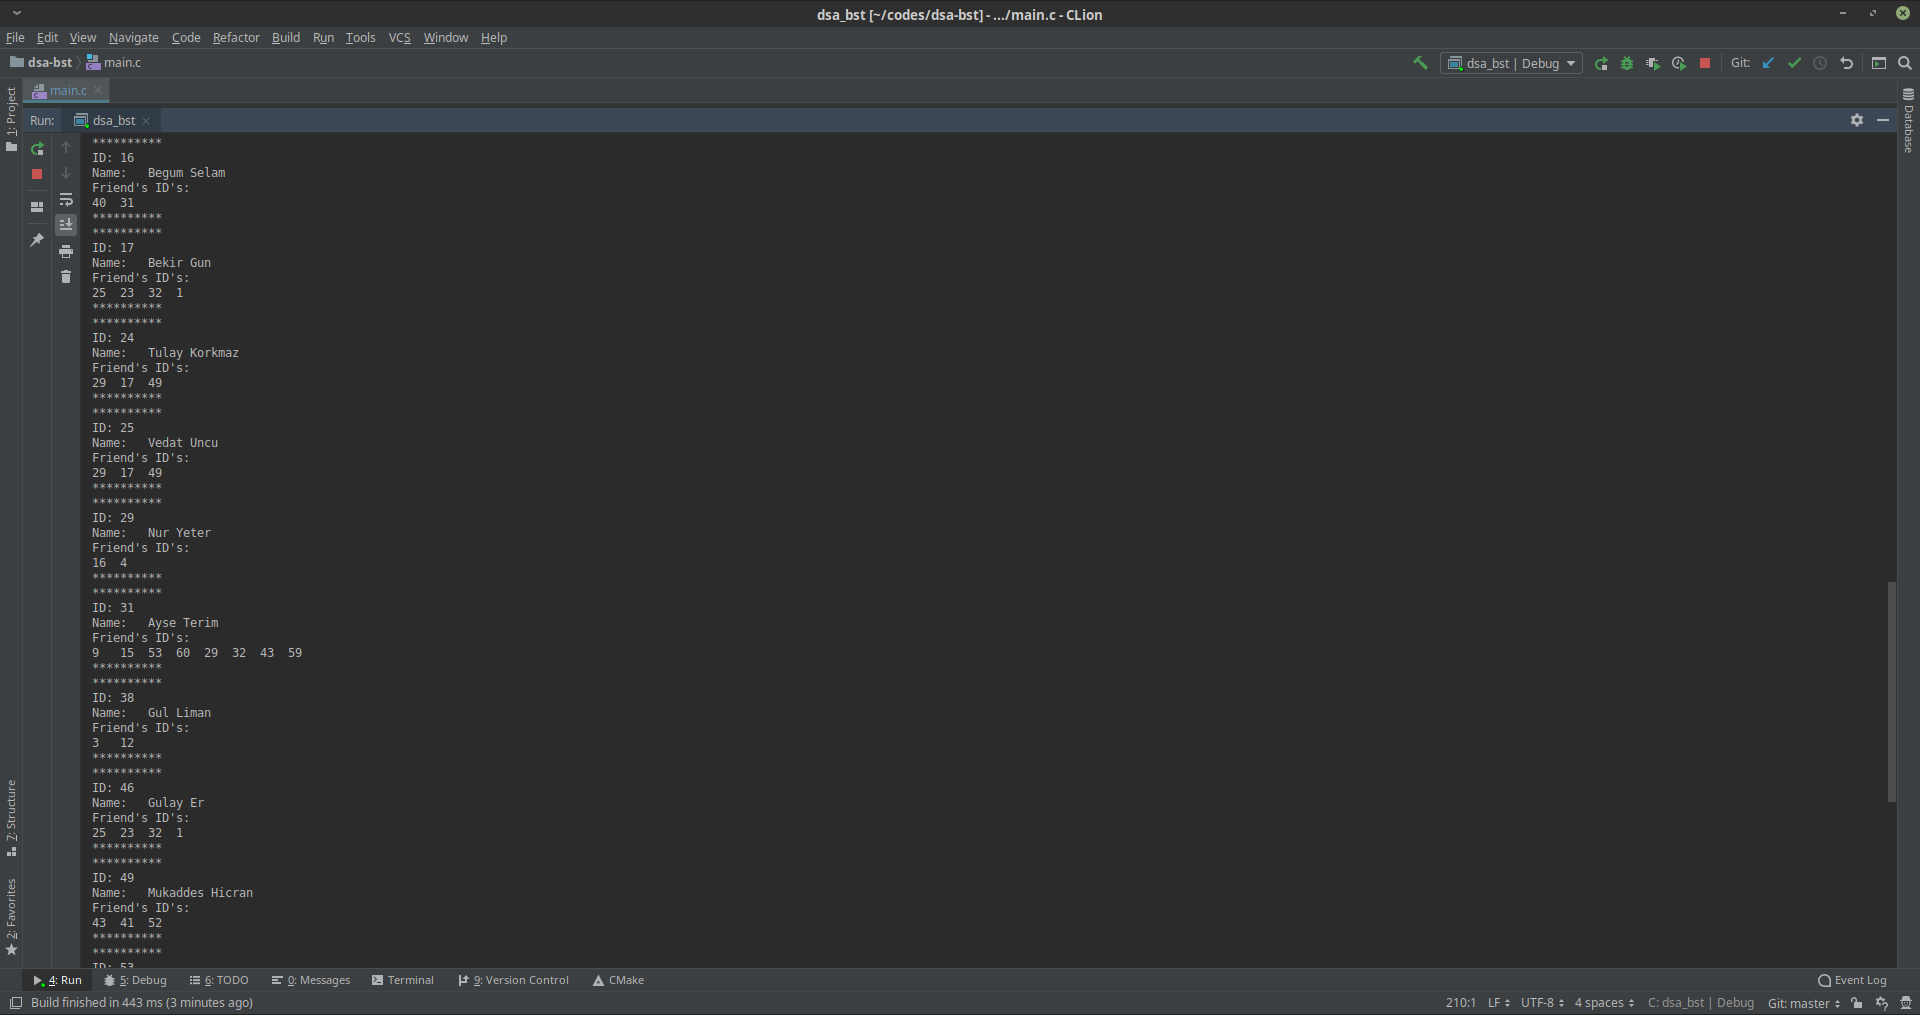 dsa_bst [~/codes/dsa-bst] - .../main.c - CLion
File Edit View Navigate Code Refactor Build Run Tools VCS Window Help
dsa-bst main.c dsa_bst | Debug Git:
main.c
1: Project
Database
Run: dsa_bst
**********
ID: 16
Name:   Begum Selam
Friend's ID's:
40  31
**********
**********
ID: 17
Name:   Bekir Gun
Friend's ID's:
25  23  32  1
**********
**********
ID: 24
Name:   Tulay Korkmaz
Friend's ID's:
29  17  49
**********
**********
ID: 25
Name:   Vedat Uncu
Friend's ID's:
29  17  49
**********
**********
ID: 29
Name:   Nur Yeter
Friend's ID's:
16  4
**********
**********
ID: 31
Name:   Ayse Terim
Friend's ID's:
9   15  53  60  29  32  43  59
**********
**********
ID: 38
Name:   Gul Liman
Friend's ID's:
3   12
**********
**********
ID: 46
Name:   Gulay Er
Friend's ID's:
25  23  32  1
**********
**********
ID: 49
Name:   Mukaddes Hicran
Friend's ID's:
43  41  52
**********
**********
ID: 53
7: Structure
2: Favorites
4: Run 5: Debug 6: TODO 0: Messages Terminal 9: Version Control CMake Event Log
Build finished in 443 ms (3 minutes ago) 210:1 LF UTF-8 4 spaces C: dsa_bst | Debug Git: master